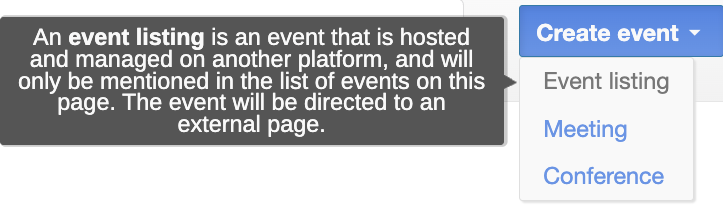 An event listing is an event that is hosted
and managed on another platform, and will
only be mentioned in the list of events on this
page. The event will be directed to an
external page.
Create event
Event listing
Meeting
Conference